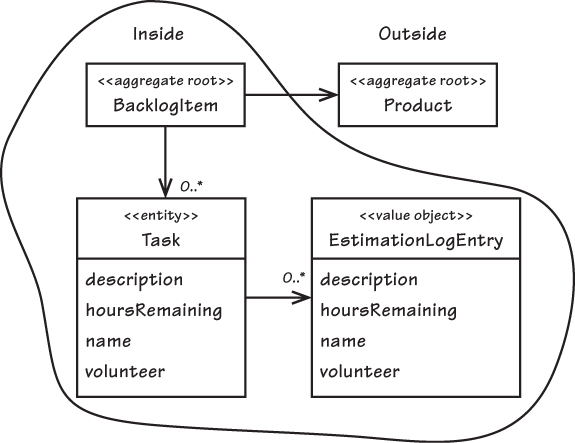 Inside
Outside
<<aggregate root>>
BacklogItem
<<aggregate root>>
Product
0..*
<<entity>>
Task
description
hoursRemaining
name
volunteer
0..*
<<value object>>
EstimationLogEntry
description
hoursRemaining
name
volunteer